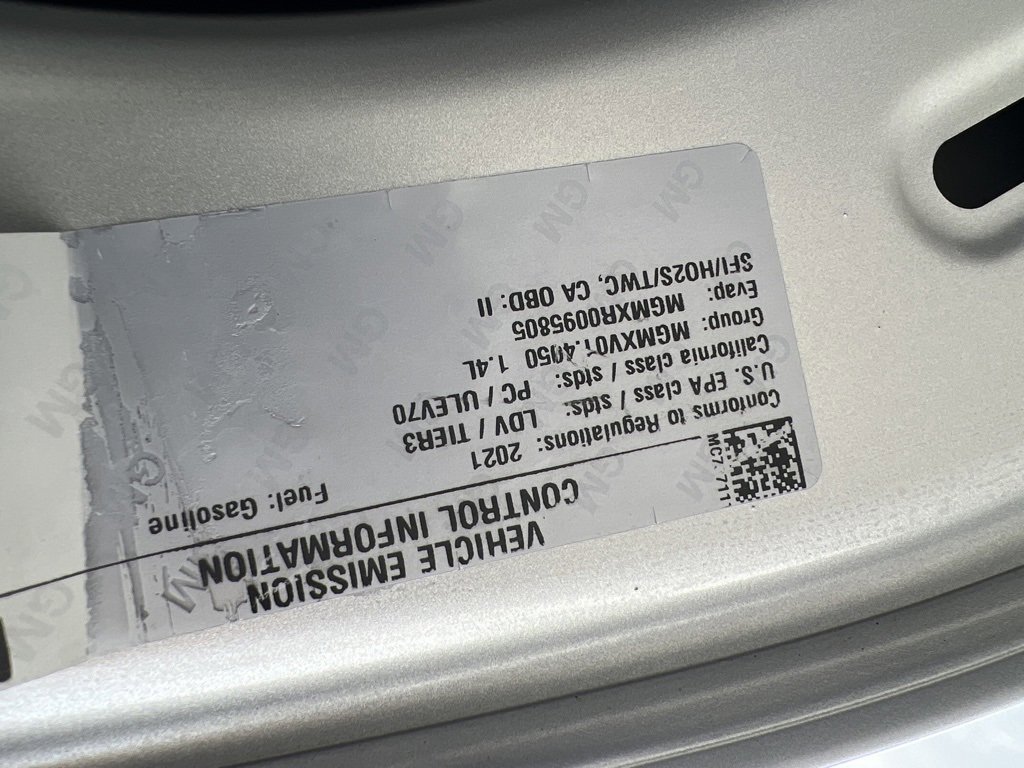 VEHICLE EMISSION
CONTROL INFORMATION
Fuel: Gasoline
Conforms to Regulations: 2021
U.S. EPA class / stds: LDV / TIER3
California class / stds: PC / ULEV70
Group: MGMXV01.4050 1.4L
Evap: MGMXR0095805
SFI/HO2S/TWC, CA OBD: II
GM